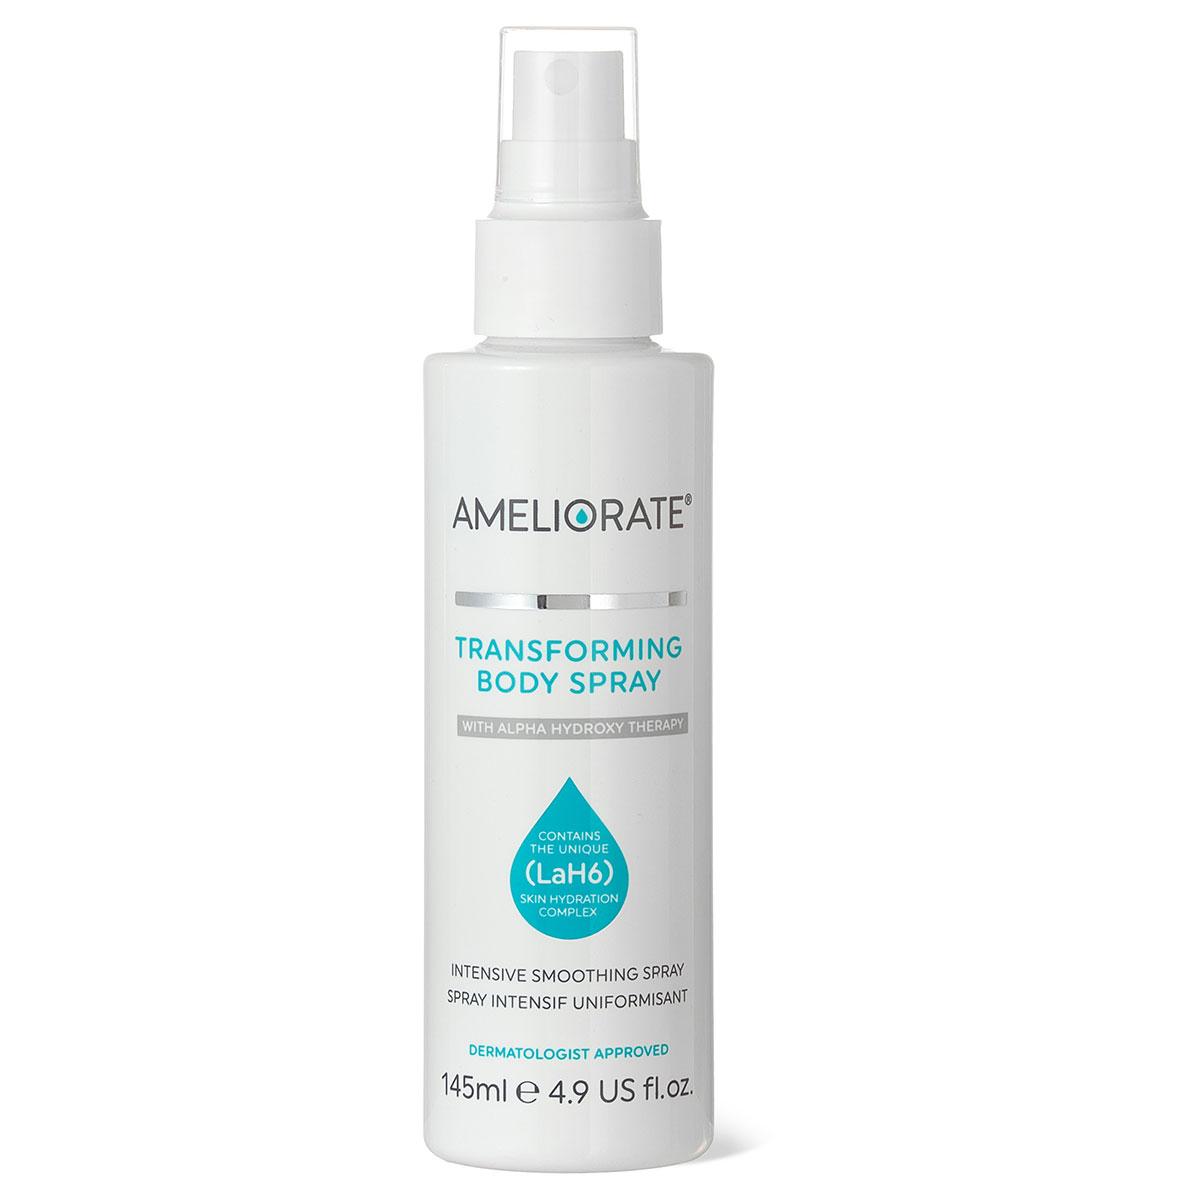 AMELIORATE®
TRANSFORMING
BODY SPRAY
WITH ALPHA HYDROXY THERAPY
CONTAINS
THE UNIQUE
(LaH6)
SKIN HYDRATION
COMPLEX
INTENSIVE SMOOTHING SPRAY
SPRAY INTENSIF UNIFORMISANT
DERMATOLOGIST APPROVED
145ml ℮ 4.9 US fl.oz.